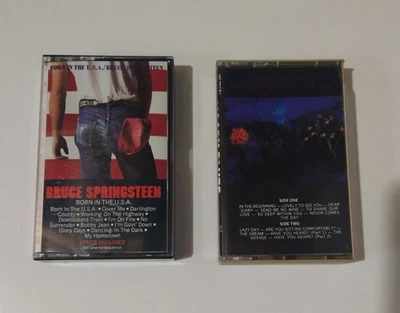 BORN IN THE U.S.A./BRUCE SPRINGSTEEN
BRUCE SPRINGSTEEN
BORN IN THE U.S.A.
Born In The U.S.A. • Cover Me • Darlington
County • Working On The Highway •
Downbound Train • I'm On Fire • No
Surrender • Bobby Jean • I'm Goin' Down •
Glory Days • Dancing In The Dark •
My Hometown
LYRICS ENCLOSED
SIDE ONE
IN THE BEGINNING — LOVELY TO SEE YOU — DEAR
DIARY — SEND ME NO WINE — TO SHARE OUR
LOVE — SO DEEP WITHIN YOU — NEVER COMES
THE DAY
SIDE TWO
LAZY DAY — ARE YOU SITTING COMFORTABLY? —
THE DREAM — HAVE YOU HEARD? (Part 1) — THE
VOYAGE — HAVE YOU HEARD? (Part 2)